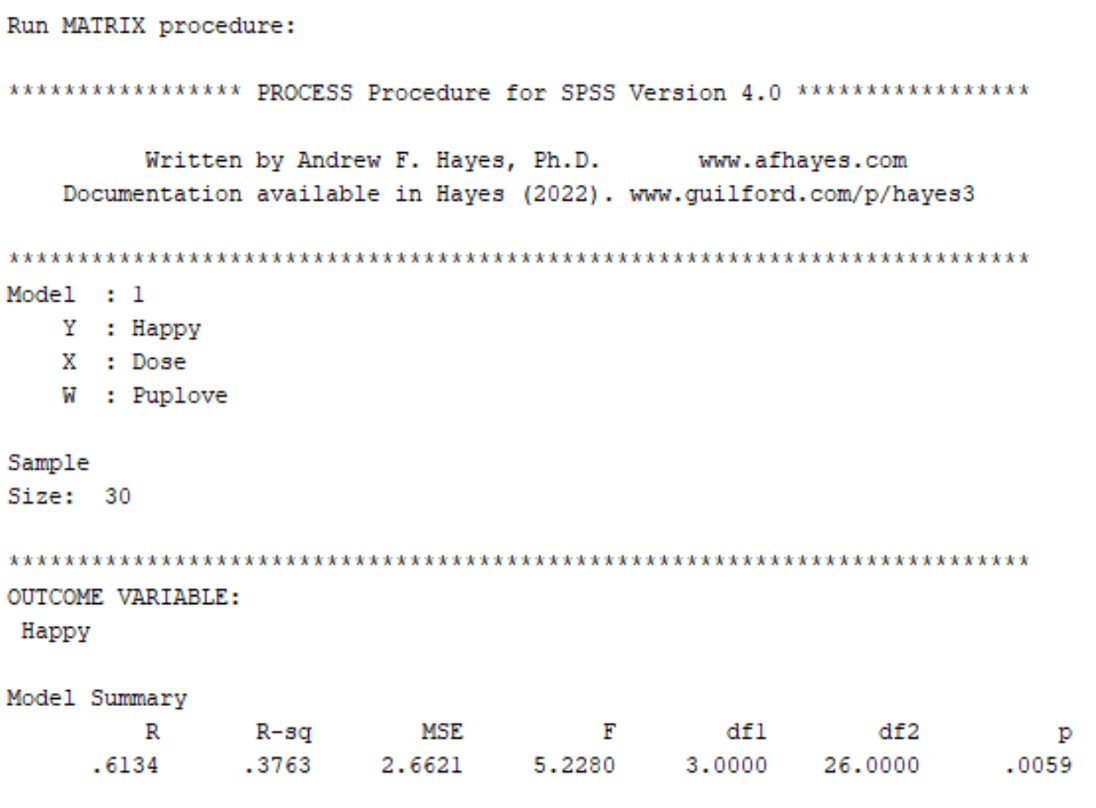 Run MATRIX procedure:
***************** PROCESS Procedure for SPSS Version 4.0 *****************
Written by Andrew F. Hayes, Ph.D. www.afhayes.com
Documentation available in Hayes (2022). www.guilford.com/p/hayes3
**************************************************************************
Model : 1
Y : Happy
X : Dose
W : Puplove
Sample
Size: 30
**************************************************************************
OUTCOME VARIABLE:
Happy
Model Summary
R R-sq MSE F df1 df2 p
.6134 .3763 2.6621 5.2280 3.0000 26.0000 .0059